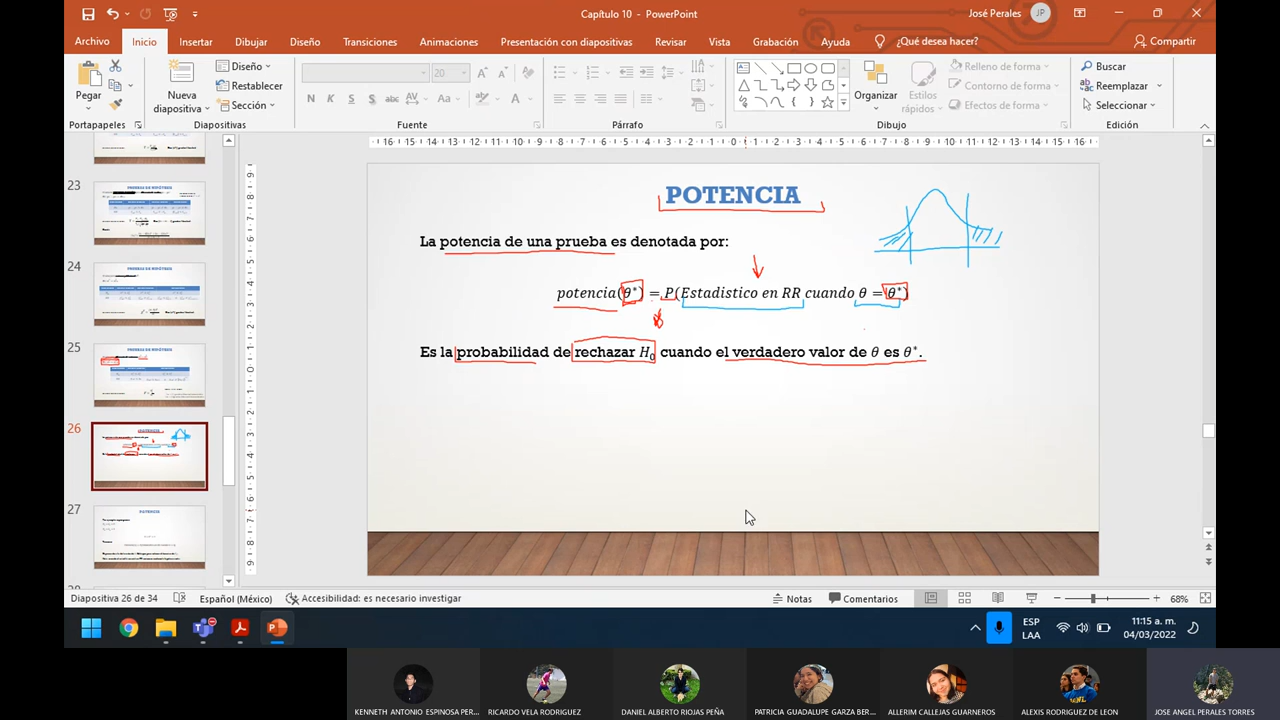 Capítulo 10 - PowerPoint
José Perales
JP
Archivo Inicio Insertar Dibujar Diseño Transiciones Animaciones Presentación con diapositivas Revisar Vista Grabación Ayuda ¿Qué desea hacer? Compartir
Pegar
Nueva diapositiva
Diseño
Restablecer
Sección
20
N K S S abc AV Aa A
Organizar
Estilos rápidos
Relleno de forma
Contorno de forma
Efectos de forma
Buscar
Reemplazar
Seleccionar
Portapapeles Diapositivas Fuente Párrafo Dibujo Edición
23
24
25
26
27
POTENCIA
La potencia de una prueba es denotada por:
potencia(θ*) = P(Estadistico en RR cuando θ = θ*)
Es la probabilidad de rechazar H₀ cuando el verdadero valor de θ es θ*.
Diapositiva 26 de 34 Español (México) Accesibilidad: es necesario investigar Notas Comentarios 68%
ESP
LAA
11:15 a. m.
04/03/2022
KENNETH ANTONIO ESPINOSA PER...
RICARDO VELA RODRIGUEZ
DANIEL ALBERTO RIOJAS PEÑA
PATRICIA GUADALUPE GARZA BER...
ALLERIM CALLEJAS GUARNEROS
ALEXIS RODRIGUEZ DE LEON
JOSE ANGEL PERALES TORRES